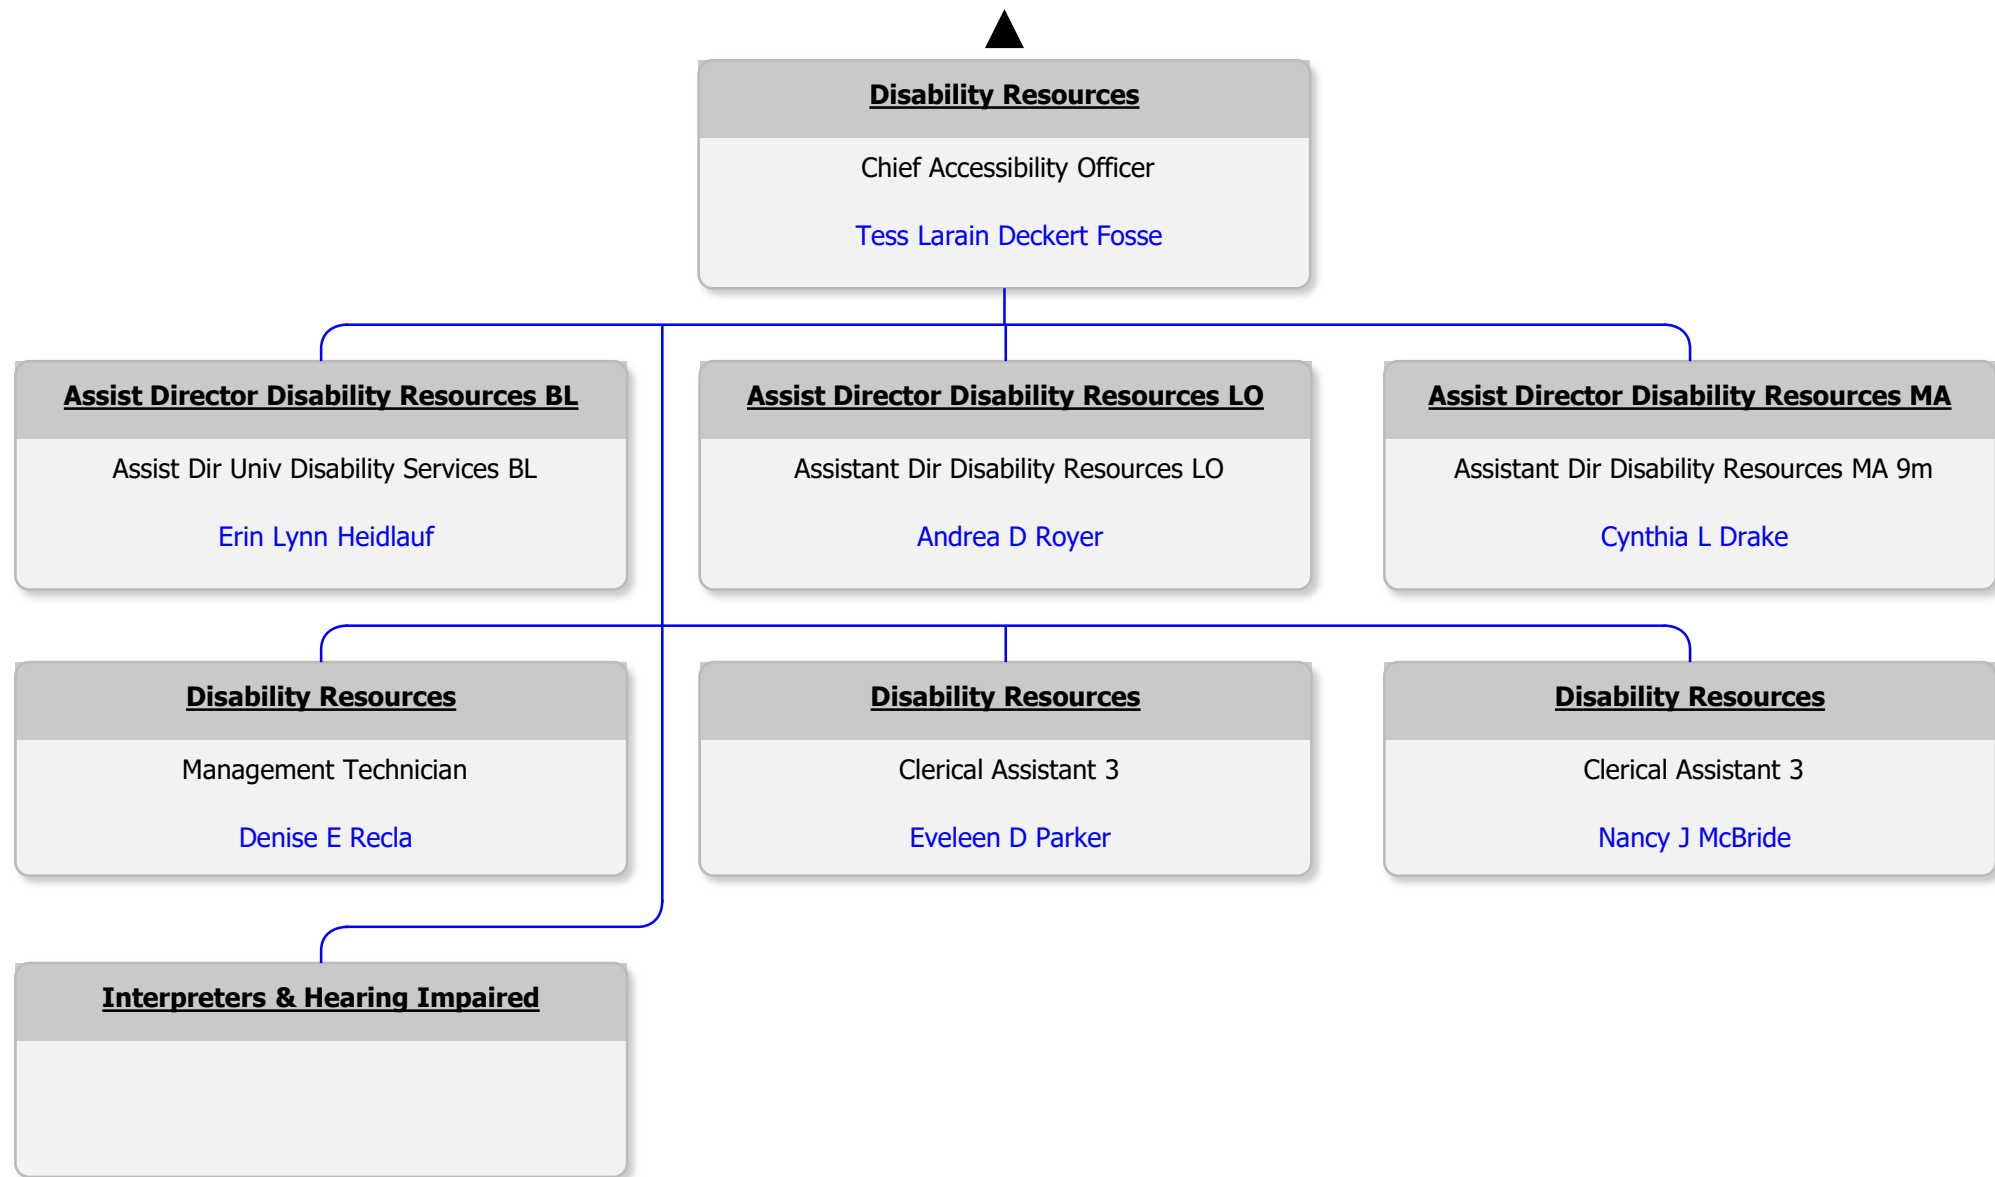 Disability Resources
Chief Accessibility Officer
Tess Larain Deckert Fosse
Assist Director Disability Resources BL
Assist Dir Univ Disability Services BL
Erin Lynn Heidlauf
Assist Director Disability Resources LO
Assistant Dir Disability Resources LO
Andrea D Royer
Assist Director Disability Resources MA
Assistant Dir Disability Resources MA 9m
Cynthia L Drake
Disability Resources
Management Technician
Denise E Recla
Disability Resources
Clerical Assistant 3
Eveleen D Parker
Disability Resources
Clerical Assistant 3
Nancy J McBride
Interpreters & Hearing Impaired